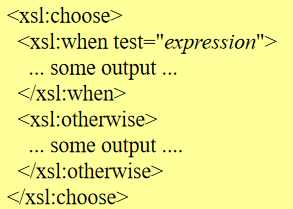 <xsl:choose>
<xsl:when test="expression">
... some output ...
</xsl:when>
<xsl:otherwise>
... some output ....
</xsl:otherwise>
</xsl:choose>